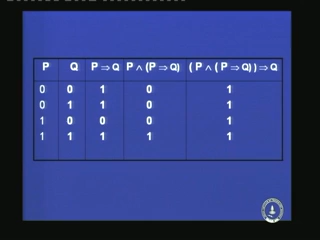 P Q P ⇒ Q P ∧ (P ⇒ Q) ( P ∧ ( P ⇒ Q) ) ⇒ Q
0 0 1 0 1
0 1 1 0 1
1 0 0 0 1
1 1 1 1 1